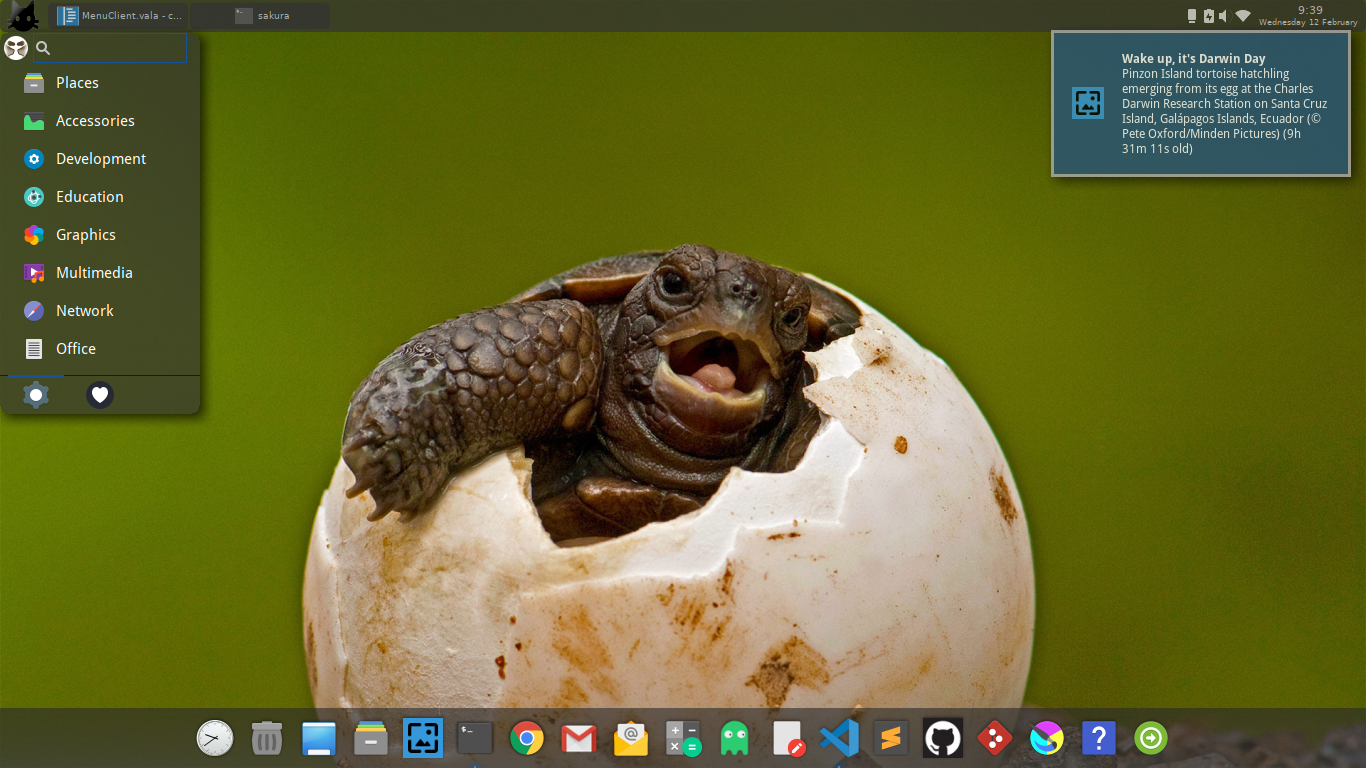 MenuClient.vala - c...
sakura
9:39
Wednesday 12 February
Places
Accessories
Development
Education
Graphics
Multimedia
Network
Office
Wake up, it's Darwin Day
Pinzon Island tortoise hatchling
emerging from its egg at the Charles
Darwin Research Station on Santa Cruz
Island, Galápagos Islands, Ecuador (©
Pete Oxford/Minden Pictures) (9h
31m 11s old)